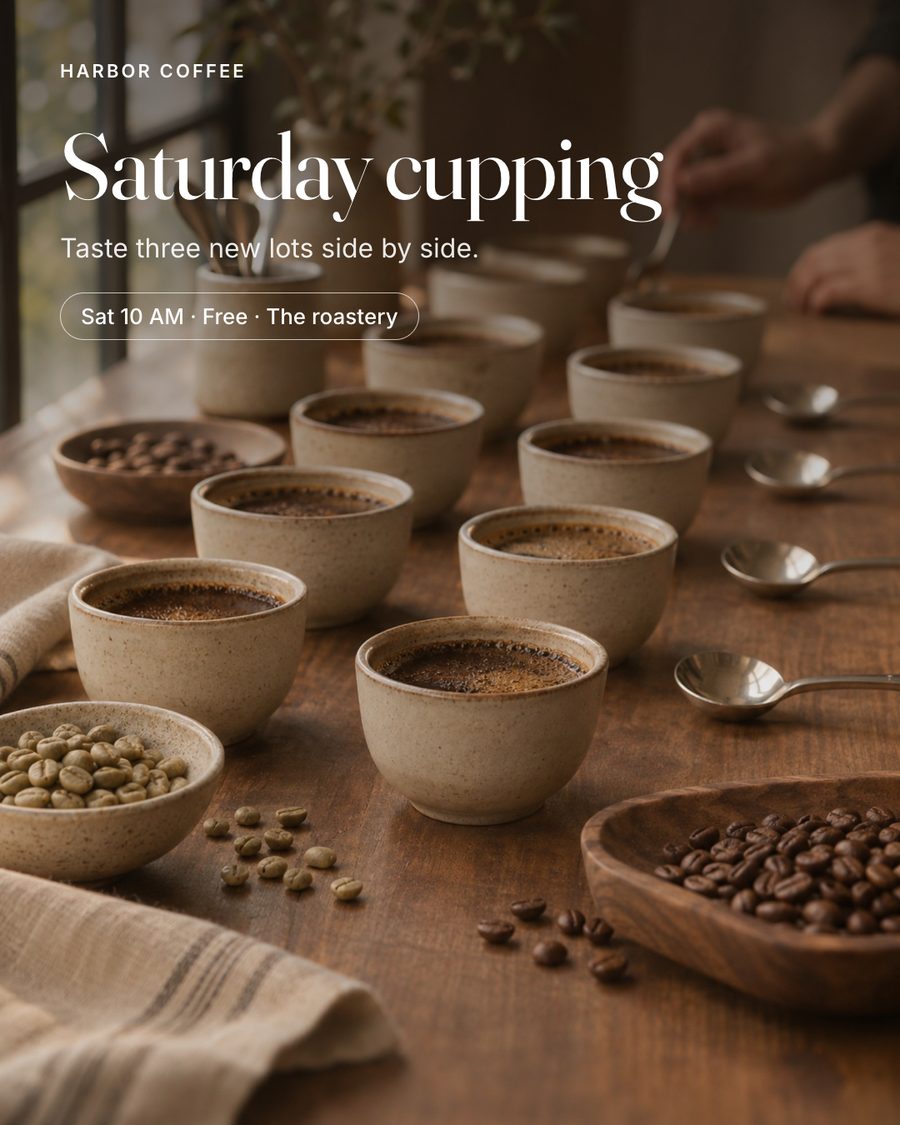 HARBOR COFFEE
Saturday cupping
Taste three new lots side by side.
Sat 10 AM · Free · The roastery